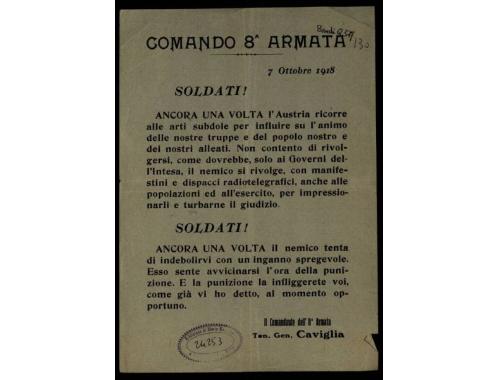 COMANDO 8ª ARMATA
130
7 Ottobre 1918
SOLDATI!
ANCORA UNA VOLTA l'Austria ricorre
alle arti subdole per influire su l'animo
delle nostre truppe e del popolo nostro e
dei nostri alleati. Non contento di rivol-
gersi, come dovrebbe, solo ai Governi del-
l'Intesa, il nemico si rivolge, con manife-
stini e dispacci radiotelegrafici, anche alle
popolazioni ed all'esercito, per impressio-
narli e turbarne il giudizio.
SOLDATI!
ANCORA UNA VOLTA il nemico tenta
di indebolirvi con un inganno spregevole.
Esso sente avvicinarsi l'ora della puni-
zione. E la punizione la infliggerete voi,
come già vi ho detto, al momento op-
portuno.
Il Comandante dell'8ª Armata
Ten. Gen. Caviglia
24253